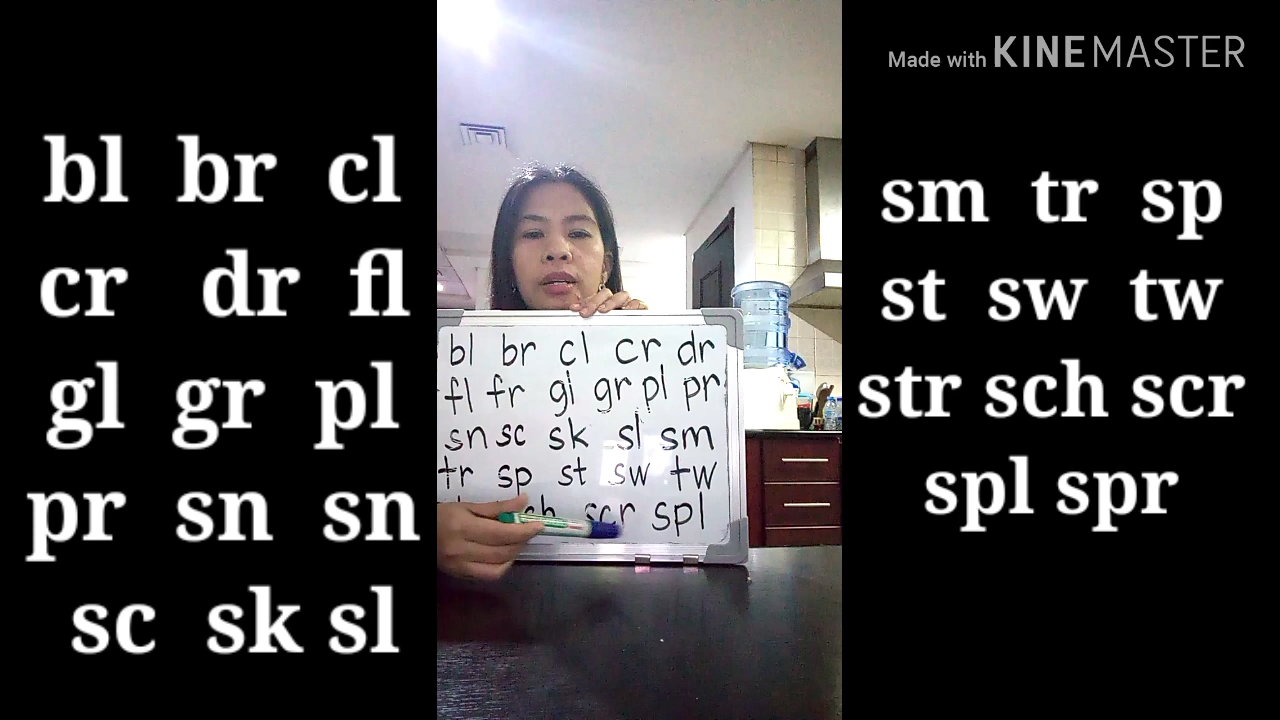 bl br cl
cr dr fl
gl gr pl
pr sn sn
sc sk sl
bl br cl cr dr
fl fr gl gr pl pr
sn sc sk sl sm
tr sp st sw tw
scr spl
Made with KINEMASTER
sm tr sp
st sw tw
str sch scr
spl spr